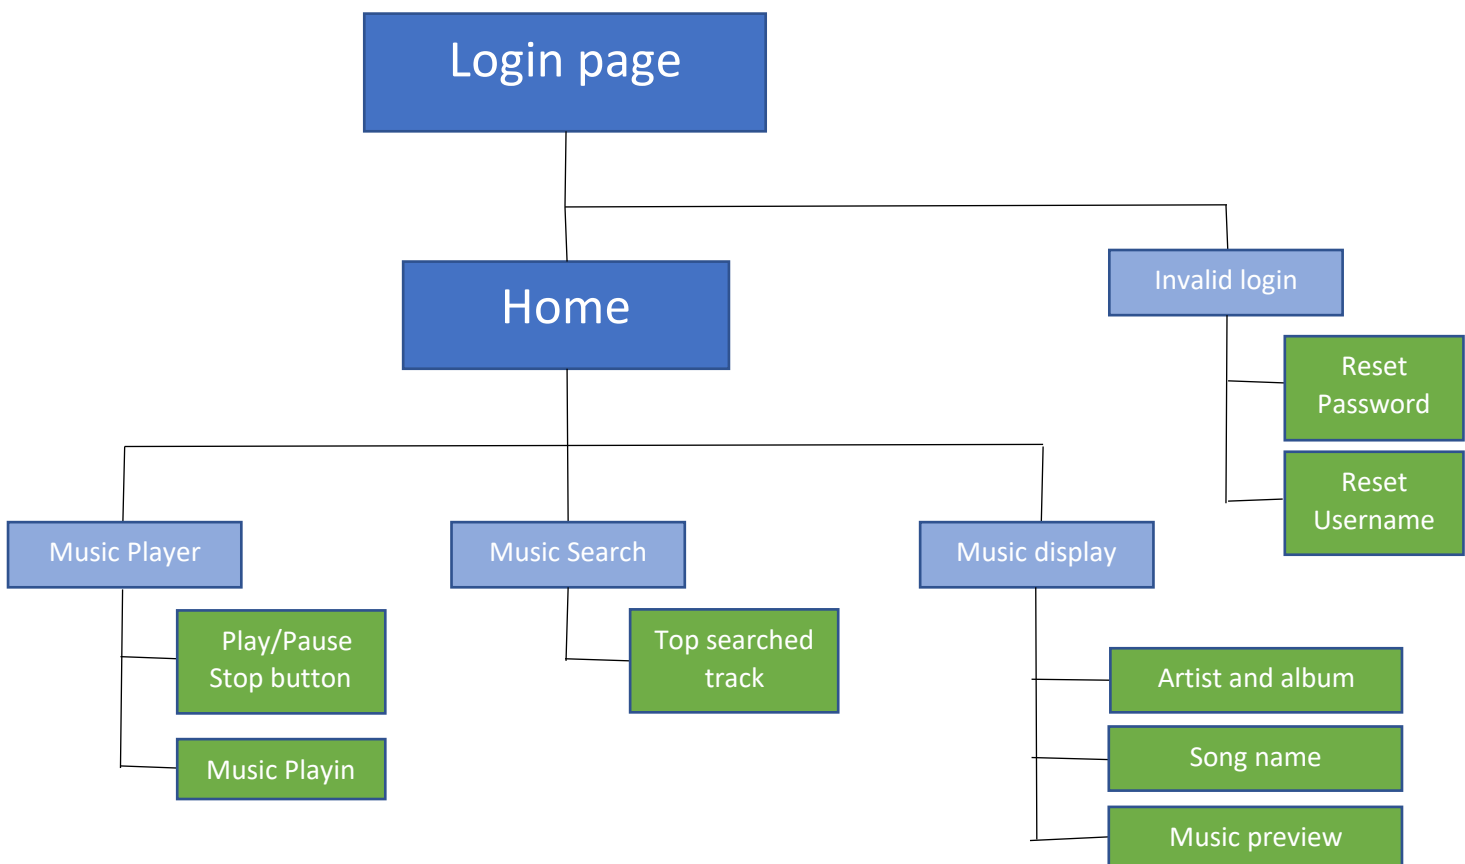 Login page
Home
Invalid login
Reset
Password
Reset
Username
Music Player
Music Search
Music display
Play/Pause
Stop button
Music Playin
Top searched
track
Artist and album
Song name
Music preview